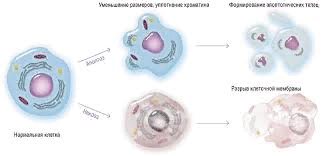 Уменьшение размеров, уплотнение хроматина
Формирование апоптотических телец
Апоптоз
Нормальная клетка
Некроз
Разрыв клеточной мембраны